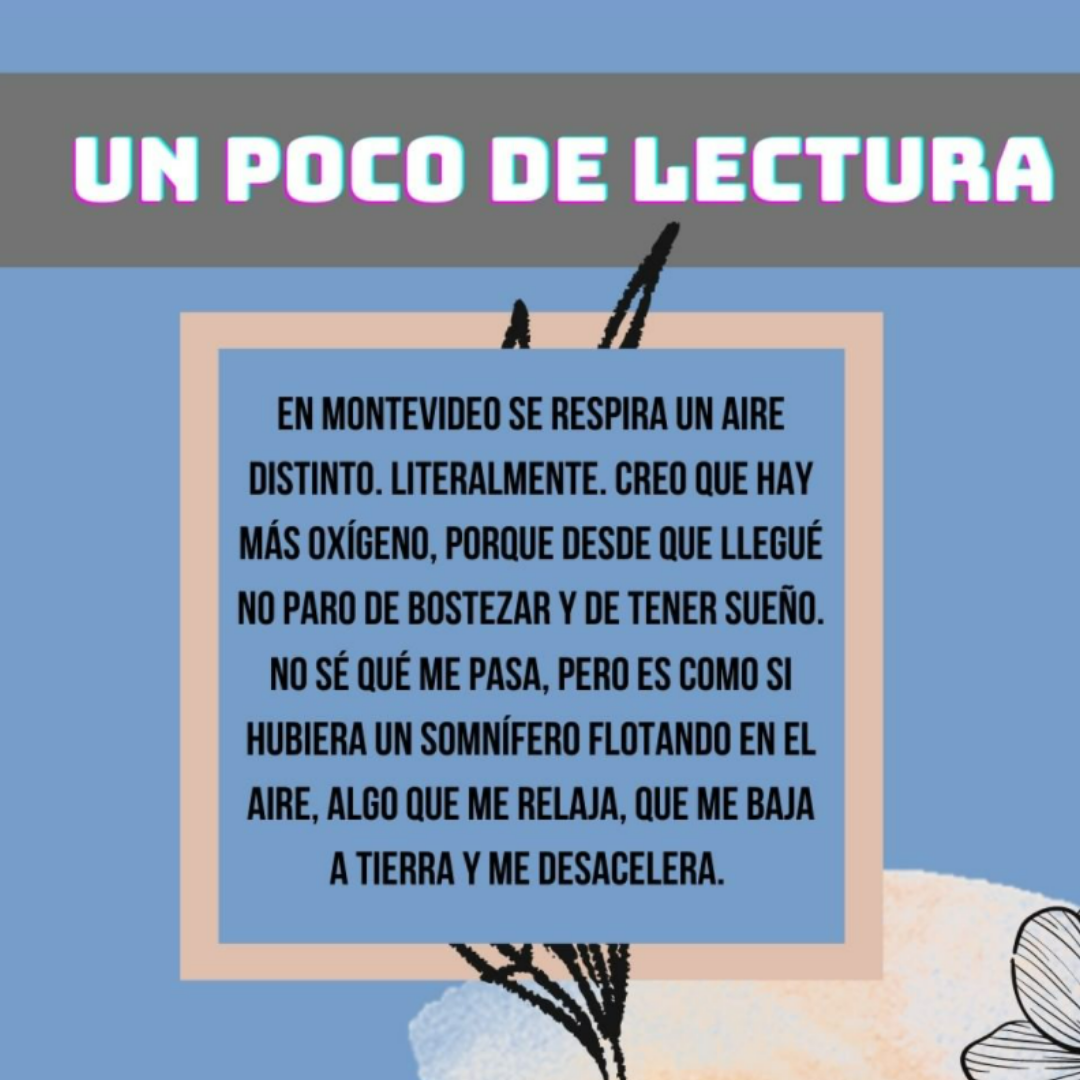 UN POCO DE LECTURA
EN MONTEVIDEO SE RESPIRA UN AIRE
DISTINTO. LITERALMENTE. CREO QUE HAY
MÁS OXÍGENO, PORQUE DESDE QUE LLEGUÉ
NO PARO DE BOSTEZAR Y DE TENER SUEÑO.
NO SÉ QUÉ ME PASA, PERO ES COMO SI
HUBIERA UN SOMNÍFERO FLOTANDO EN EL
AIRE, ALGO QUE ME RELAJA, QUE ME BAJA
A TIERRA Y ME DESACELERA.